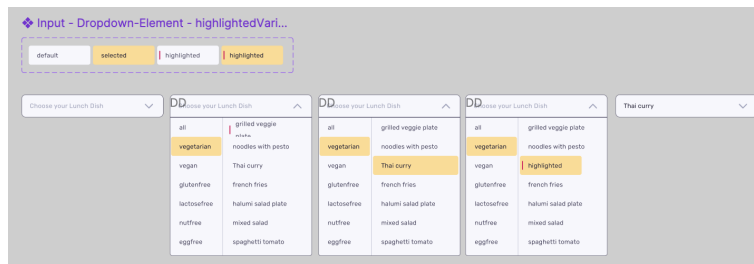 Input - Dropdown-Element - highlightedVari...
default
selected
highlighted
highlighted
Choose your Lunch Dish
DD
Choose your Lunch Dish
all
grilled veggie
plate
vegetarian
noodles with pesto
vegan
Thai curry
glutenfree
french fries
lactosefree
halumi salad plate
nutfree
mixed salad
eggfree
spaghetti tomato
DD
Choose your Lunch Dish
all
grilled veggie plate
vegetarian
noodles with pesto
vegan
Thai curry
glutenfree
french fries
lactosefree
halumi salad plate
nutfree
mixed salad
eggfree
spaghetti tomato
DD
Choose your Lunch Dish
all
grilled veggie plate
vegetarian
noodles with pesto
vegan
highlighted
glutenfree
french fries
lactosefree
halumi salad plate
nutfree
mixed salad
eggfree
spaghetti tomato
Thai curry